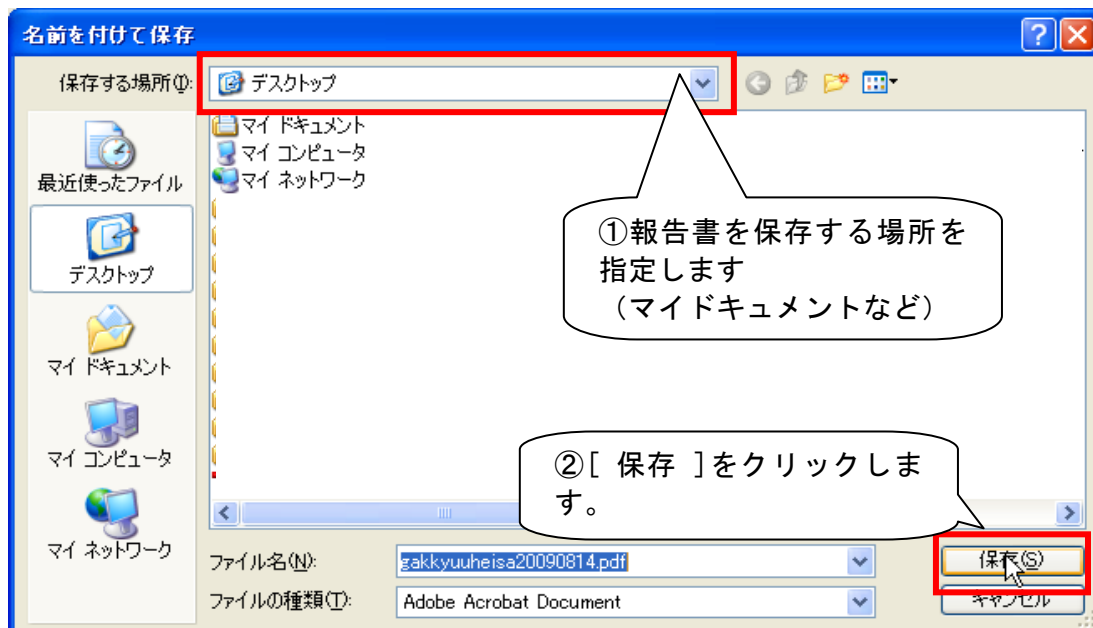 名前を付けて保存
保存する場所(I):
デスクトップ
マイ ドキュメント
マイ コンピュータ
マイ ネットワーク
最近使ったファイル
デスクトップ
マイ ドキュメント
マイ コンピュータ
マイ ネットワーク
①報告書を保存する場所を
指定します
（マイドキュメントなど）
②[ 保存 ]をクリックしま
す。
ファイル名(N):
gakkyuuheisa20090814.pdf
保存(S)
ファイルの種類(T):
Adobe Acrobat Document
キャンセル